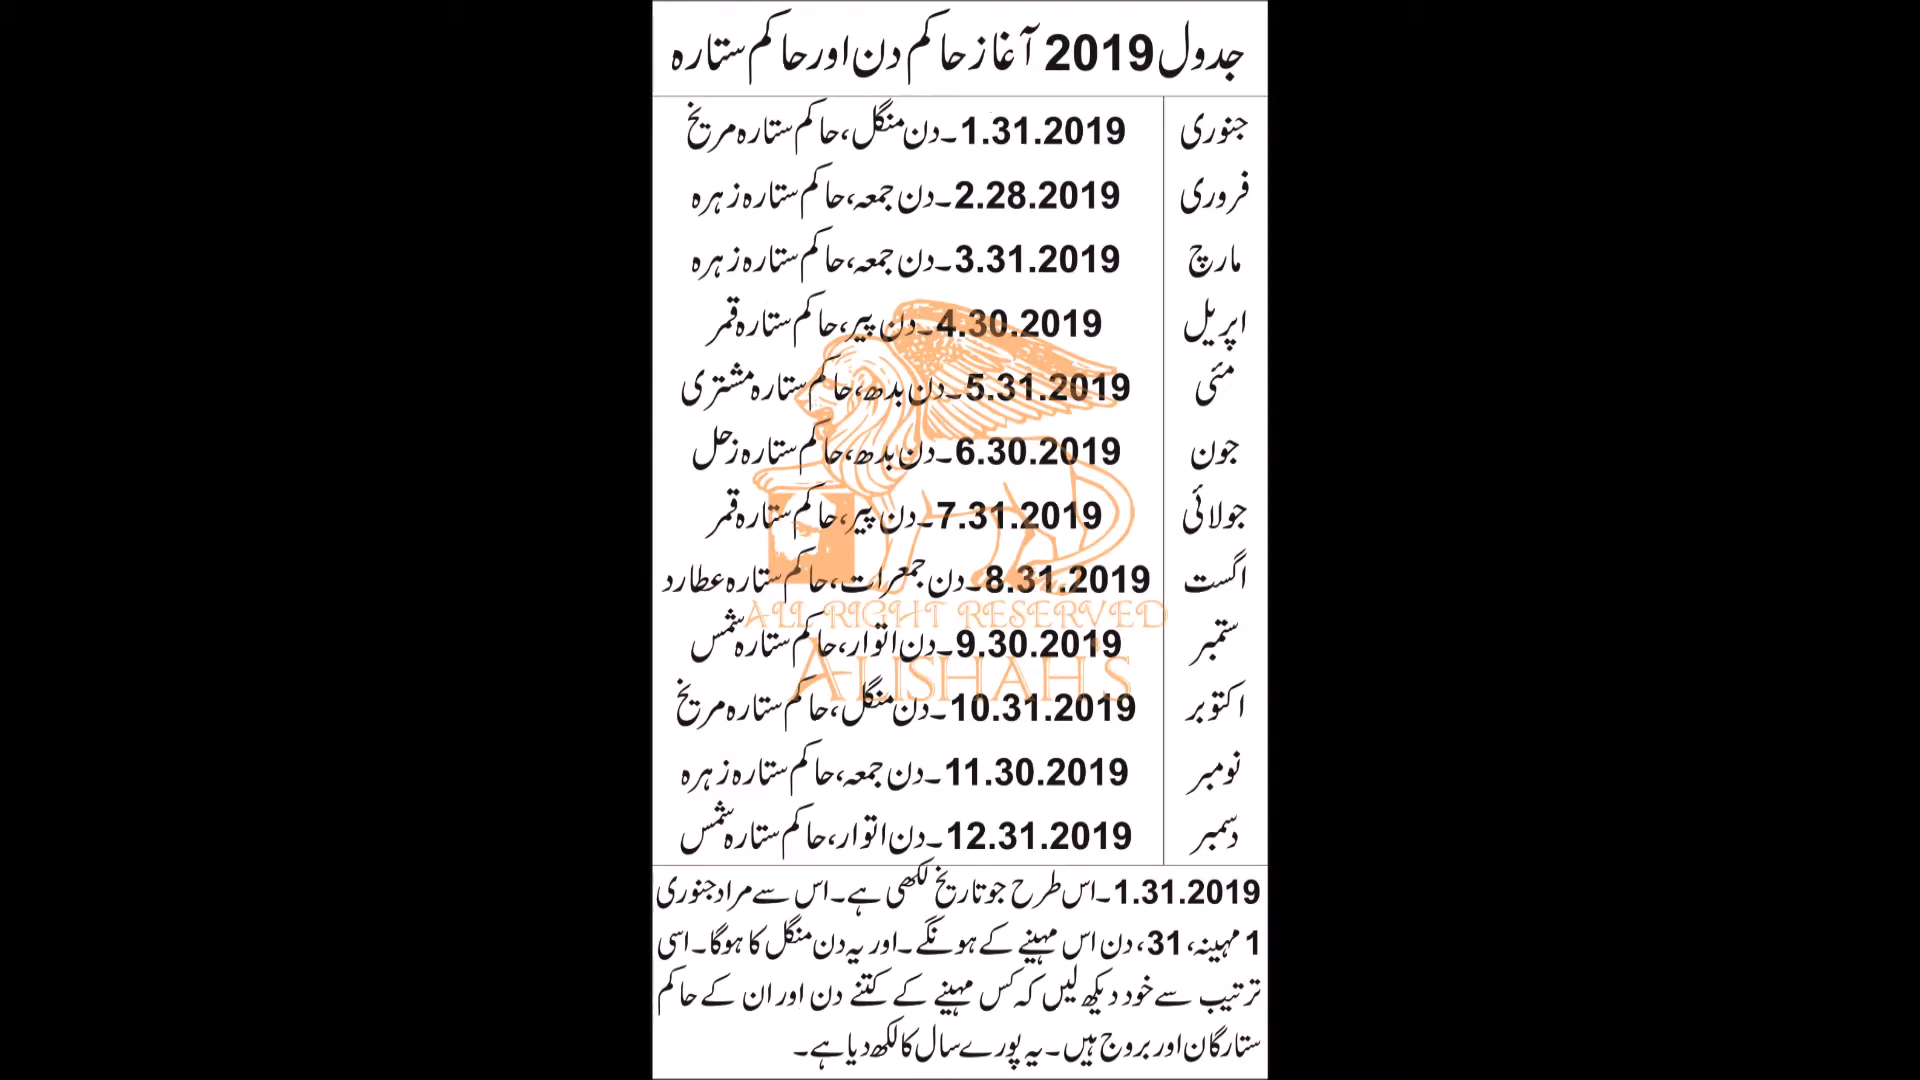 جدول 2019 آغاز حاکم دن اور حاکم ستارہ
جنوری 1.31.2019۔دن منگل، حاکم ستارہ مریخ
فروری 2.28.2019۔دن جمعہ، حاکم ستارہ زہرہ
مارچ 3.31.2019۔دن جمعہ، حاکم ستارہ زہرہ
اپریل 4.30.2019۔دن پیر، حاکم ستارہ قمر
مئی 5.31.2019۔دن بدھ، حاکم ستارہ مشتری
جون 6.30.2019۔دن بدھ، حاکم ستارہ زحل
جولائی 7.31.2019۔دن پیر، حاکم ستارہ قمر
اگست 8.31.2019۔دن جمعرات، حاکم ستارہ عطارد
ALL RIGHT RESERVED
ستمبر 9.30.2019۔دن اتوار، حاکم ستارہ شمس
ALISHAH'S
اکتوبر 10.31.2019۔دن منگل، حاکم ستارہ مریخ
نومبر 11.30.2019۔دن جمعہ، حاکم ستارہ زہرہ
دسمبر 12.31.2019۔دن اتوار، حاکم ستارہ شمس
1.31.2019۔اس طرح جو تاریخ لکھی ہے۔اس سے مراد جنوری
1 مہینہ، 31، دن اس مہینے کے ہونگے۔اور یہ دن منگل کا ہوگا۔اسی
ترتیب سے خود دیکھ لیں کہ کس مہینے کے کتنے دن اور ان کے حاکم
ستارگان اور بروج ہیں۔یہ پورے سال کا لکھ دیا ہے۔